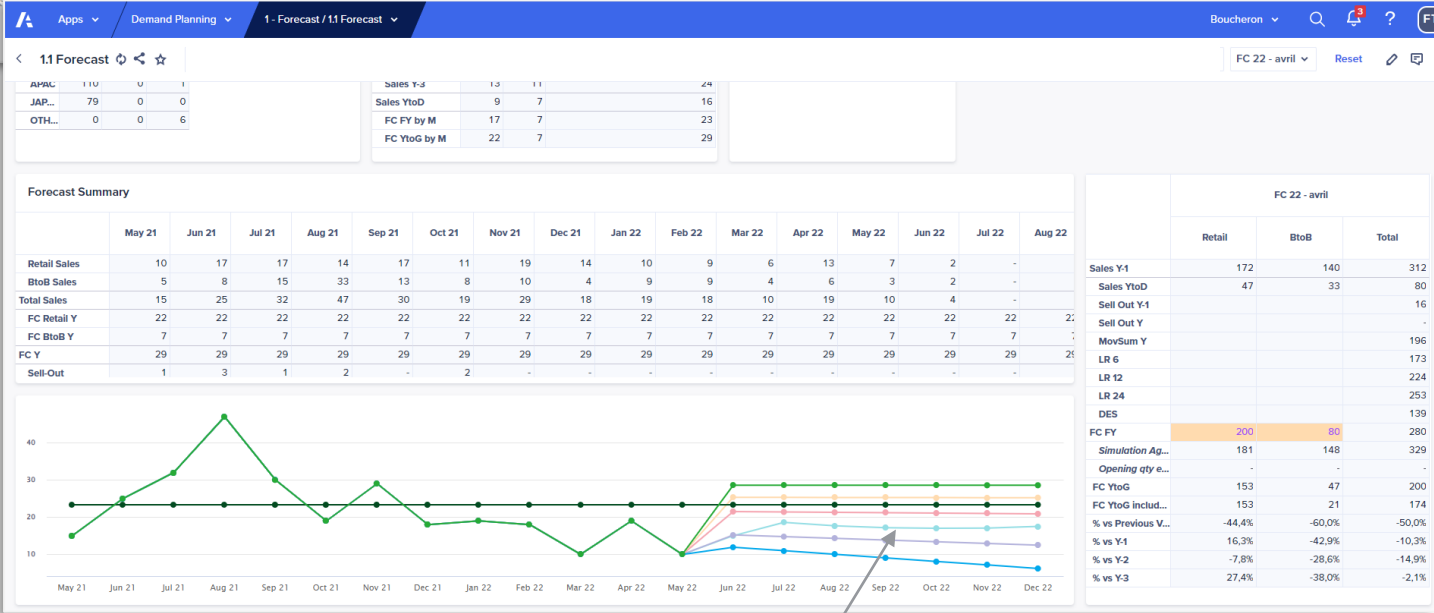 Apps Demand Planning 1 - Forecast / 1.1 Forecast Boucheron 3 ? FT
1.1 Forecast FC 22 - avril Reset
APAC 110 0 1 Sales Y-3 13 11 24
JAP... 79 0 0 Sales YtoD 9 7 16
OTH... 0 0 6 FC FY by M 17 7 23
FC YtoG by M 22 7 29
Forecast Summary
May 21 Jun 21 Jul 21 Aug 21 Sep 21 Oct 21 Nov 21 Dec 21 Jan 22 Feb 22 Mar 22 Apr 22 May 22 Jun 22 Jul 22 Aug 22
Retail Sales 10 17 17 14 17 11 19 14 10 9 6 13 7 2 -
BtoB Sales 5 8 15 33 13 8 10 4 9 9 4 6 3 2 -
Total Sales 15 25 32 47 30 19 29 18 19 18 10 19 10 4 -
FC Retail Y 22 22 22 22 22 22 22 22 22 22 22 22 22 22 22 22
FC BtoB Y 7 7 7 7 7 7 7 7 7 7 7 7 7 7 7
FC Y 29 29 29 29 29 29 29 29 29 29 29 29 29 29 29 29
Sell-Out 1 3 1 2 - 2 - - - - - - - - -
FC 22 - avril
Retail BtoB Total
Sales Y-1 172 140 312
Sales YtoD 47 33 80
Sell Out Y-1 16
Sell Out Y -
MovSum Y 196
LR 6 173
LR 12 224
LR 24 253
DES 139
FC FY 200 80 280
Simulation Ag... 181 148 329
Opening qty e... - - -
FC YtoG 153 47 200
FC YtoG includ... 153 21 174
% vs Previous V... -44,4% -60,0% -50,0%
% vs Y-1 16,3% -42,9% -10,3%
% vs Y-2 -7,8% -28,6% -14,9%
% vs Y-3 27,4% -38,0% -2,1%
40
30
20
10
May 21 Jun 21 Jul 21 Aug 21 Sep 21 Oct 21 Nov 21 Dec 21 Jan 22 Feb 22 Mar 22 Apr 22 May 22 Jun 22 Jul 22 Aug 22 Sep 22 Oct 22 Nov 22 Dec 22